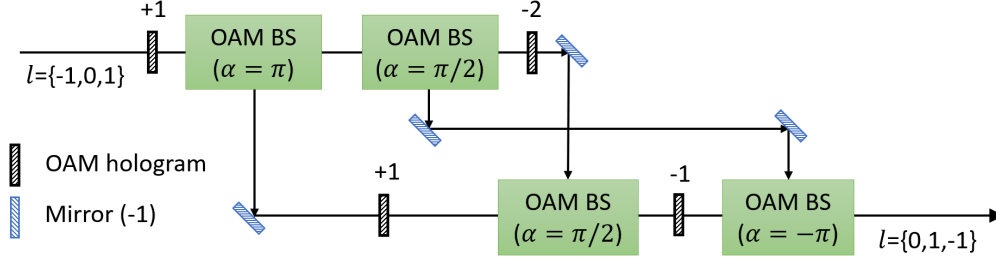 +1
-2
OAM BS
(α = π)
OAM BS
(α = π/2)
l={-1,0,1}
OAM hologram
Mirror (-1)
+1
-1
OAM BS
(α = π/2)
OAM BS
(α = −π)
l={0,1,-1}